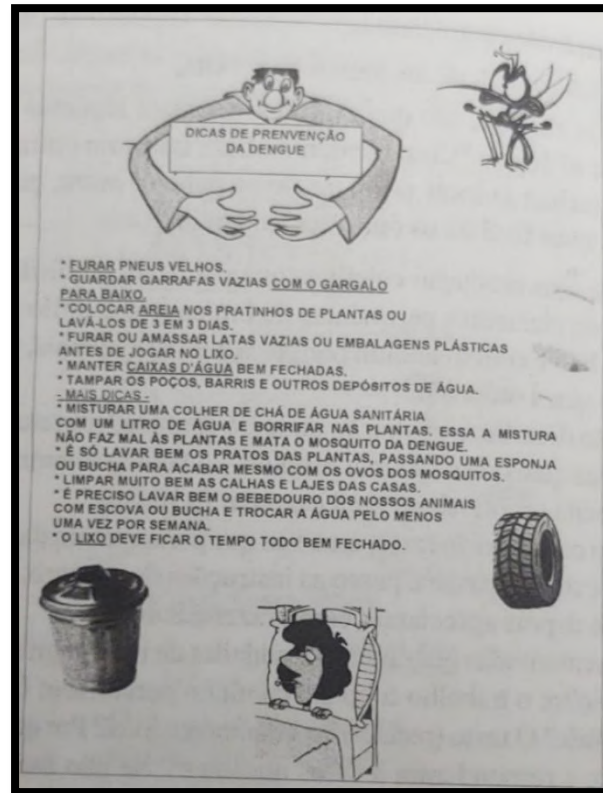 DICAS DE PRENVENÇÃO
DA DENGUE
* FURAR PNEUS VELHOS.
* GUARDAR GARRAFAS VAZIAS COM O GARGALO
PARA BAIXO.
* COLOCAR AREIA NOS PRATINHOS DE PLANTAS OU
LAVÁ-LOS DE 3 EM 3 DIAS.
* FURAR OU AMASSAR LATAS VAZIAS OU EMBALAGENS PLÁSTICAS
ANTES DE JOGAR NO LIXO.
* MANTER CAIXAS D'ÁGUA BEM FECHADAS.
* TAMPAR OS POÇOS, BARRIS E OUTROS DEPÓSITOS DE ÁGUA.
- MAIS DICAS -
* MISTURAR UMA COLHER DE CHÁ DE ÁGUA SANITÁRIA
COM UM LITRO DE ÁGUA E BORRIFAR NAS PLANTAS. ESSA A MISTURA
NÃO FAZ MAL ÀS PLANTAS E MATA O MOSQUITO DA DENGUE.
* É SÓ LAVAR BEM OS PRATOS DAS PLANTAS, PASSANDO UMA ESPONJA
OU BUCHA PARA ACABAR MESMO COM OS OVOS DOS MOSQUITOS.
* LIMPAR MUITO BEM AS CALHAS E LAJES DAS CASAS.
* É PRECISO LAVAR BEM O BEBEDOURO DOS NOSSOS ANIMAIS
COM ESCOVA OU BUCHA E TROCAR A ÁGUA PELO MENOS
UMA VEZ POR SEMANA.
* O LIXO DEVE FICAR O TEMPO TODO BEM FECHADO.